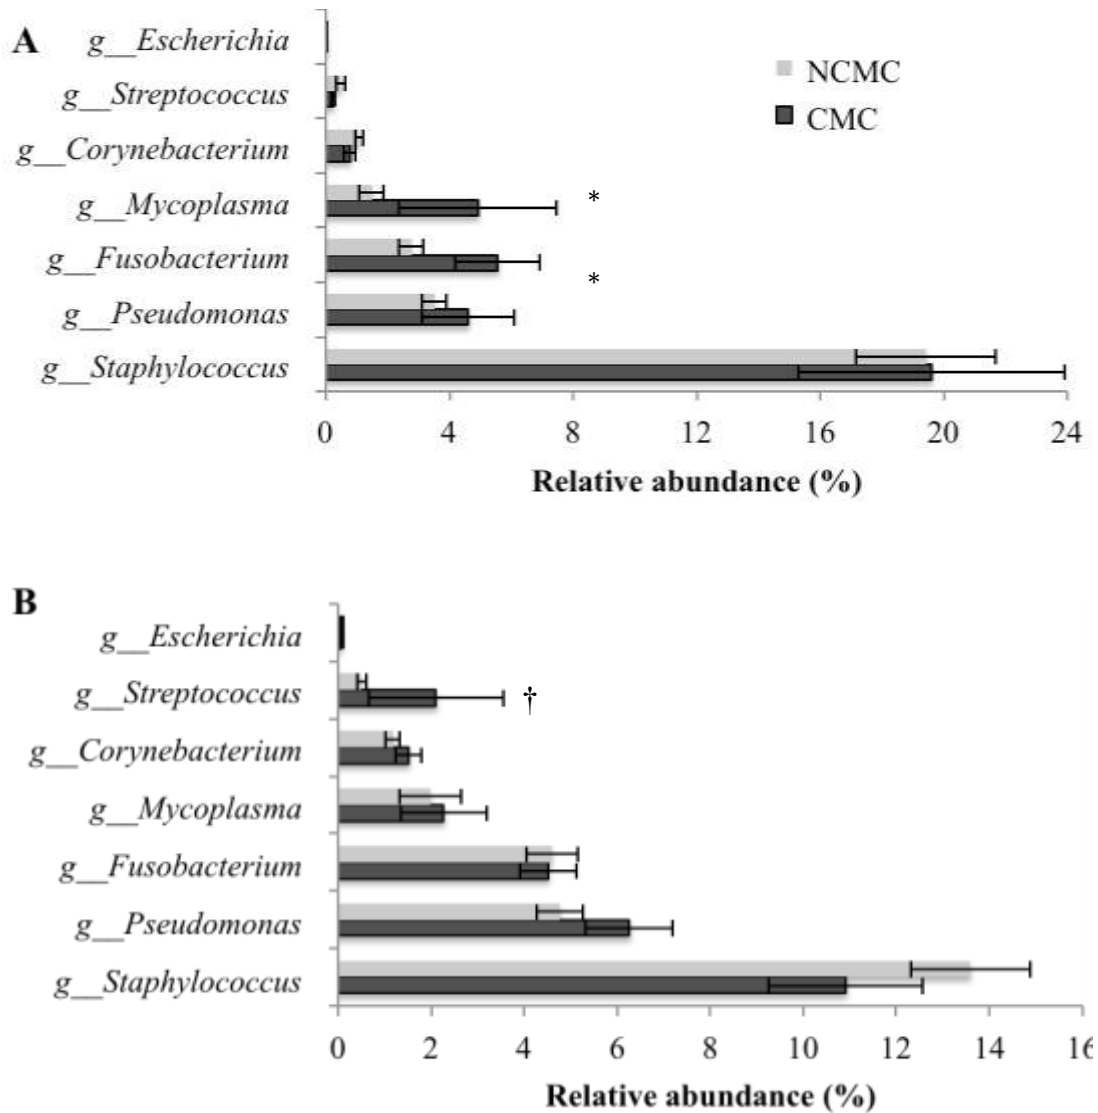 A
g__Escherichia
NCMC
g__Streptococcus
CMC
g__Corynebacterium
g__Mycoplasma
*
g__Fusobacterium
*
g__Pseudomonas
g__Staphylococcus
0 4 8 12 16 20 24
Relative abundance (%)
B
g__Escherichia
g__Streptococcus †
g__Corynebacterium
g__Mycoplasma
g__Fusobacterium
g__Pseudomonas
g__Staphylococcus
0 2 4 6 8 10 12 14 16
Relative abundance (%)